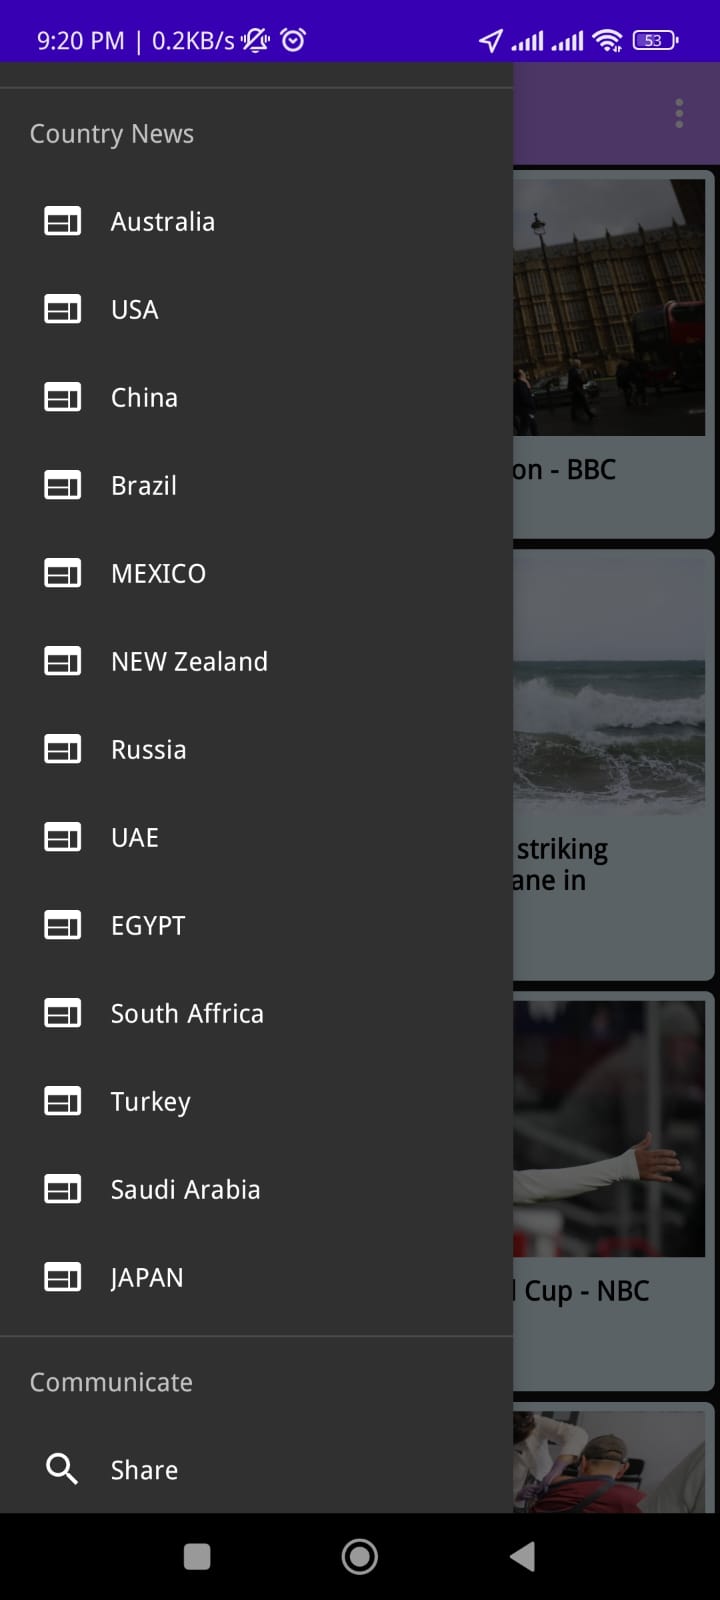 9:20 PM | 0.2KB/s
53
Country News
Australia
USA
China
Brazil
MEXICO
NEW Zealand
Russia
UAE
EGYPT
South Affrica
Turkey
Saudi Arabia
JAPAN
Communicate
Share
on - BBC
striking
ane in
Cup - NBC